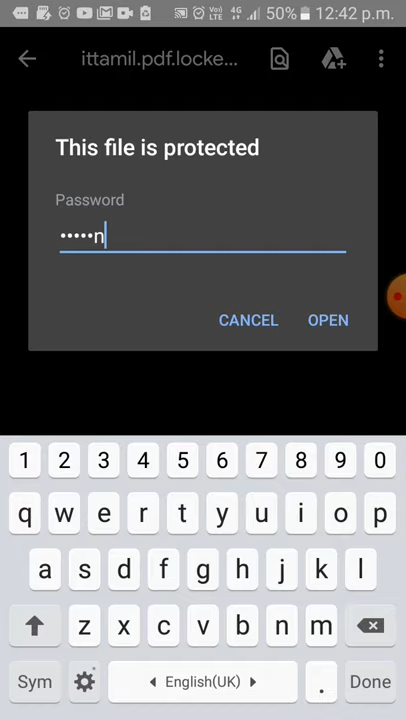 50% 12:42 p.m.
ittamil.pdf.locke...
This file is protected
Password
•••••n
CANCEL OPEN
1 2 3 4 5 6 7 8 9 0
q w e r t y u i o p
a s d f g h j k l
z x c v b n m
Sym English(UK) . Done